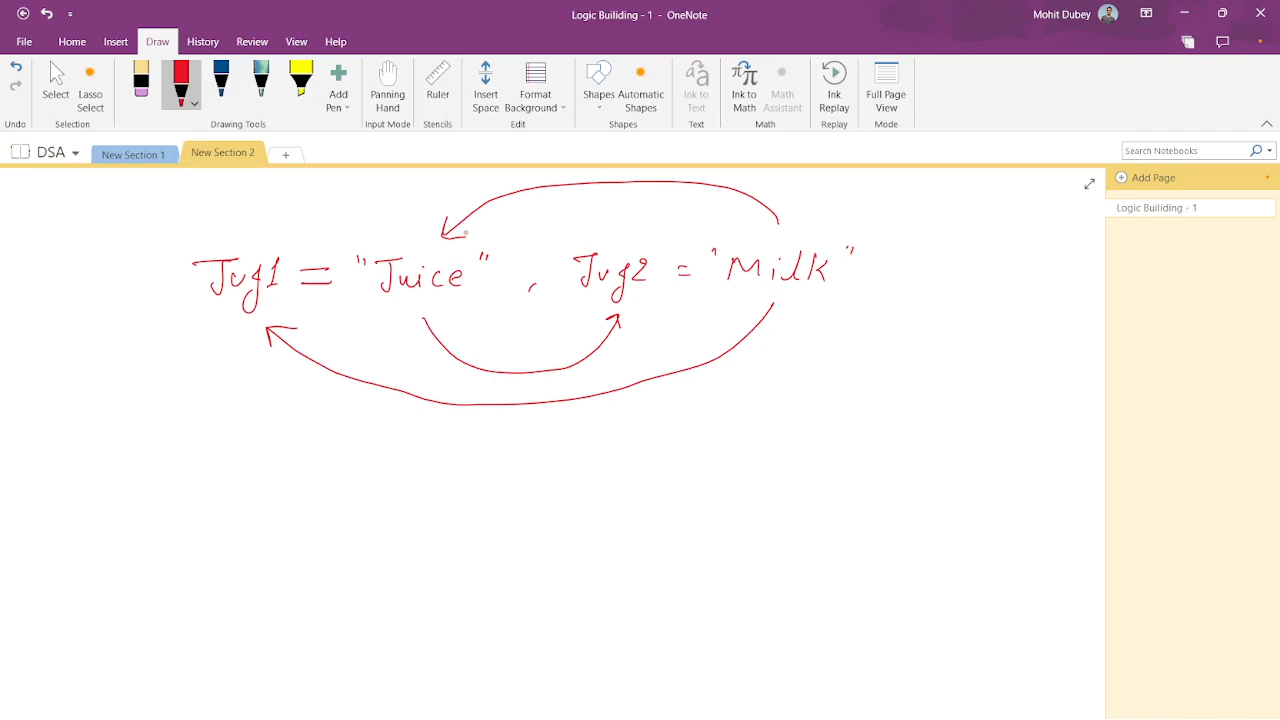 Logic Builiding - 1 - OneNote
Mohit Dubey
File Home Insert Draw History Review View Help
Undo
Select
Lasso Select
Selection
Drawing Tools
Add Pen
Panning Hand
Input Mode
Ruler
Stencils
Insert Space
Format Background
Edit
Shapes
Automatic Shapes
Shapes
Ink to Text
Text
Ink to Math
Math Assistant
Math
Ink Replay
Replay
Full Page View
Mode
DSA New Section 1 New Section 2 +
Search Notebooks
Add Page
Logic Builiding - 1
Jug1 = "Juice" , Jug2 = "Milk"